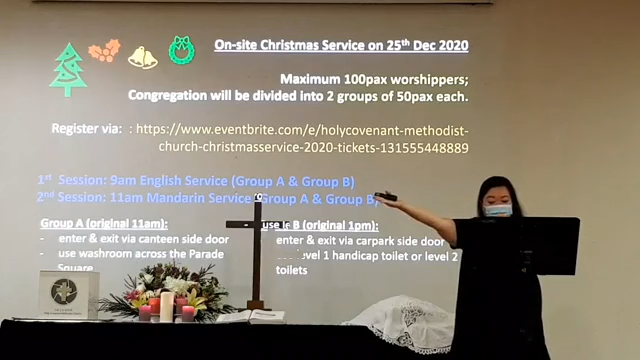 On-site Christmas Service on 25th Dec 2020
Maximum 100pax worshippers;
Congregation will be divided into 2 groups of 50pax each.
Register via: : https://www.eventbrite.com/e/holycovenant-methodist-
church-christmasservice-2020-tickets-131555448889
1st Session: 9am English Service (Group A & Group B)
2nd Session: 11am Mandarin Service (Group A & Group B)
Group A (original 11am):
- enter & exit via canteen side door
- use washroom across the Parade
Square
B (original 1pm):
enter & exit via carpark side door
level 1 handicap toilet or level 2
toilets